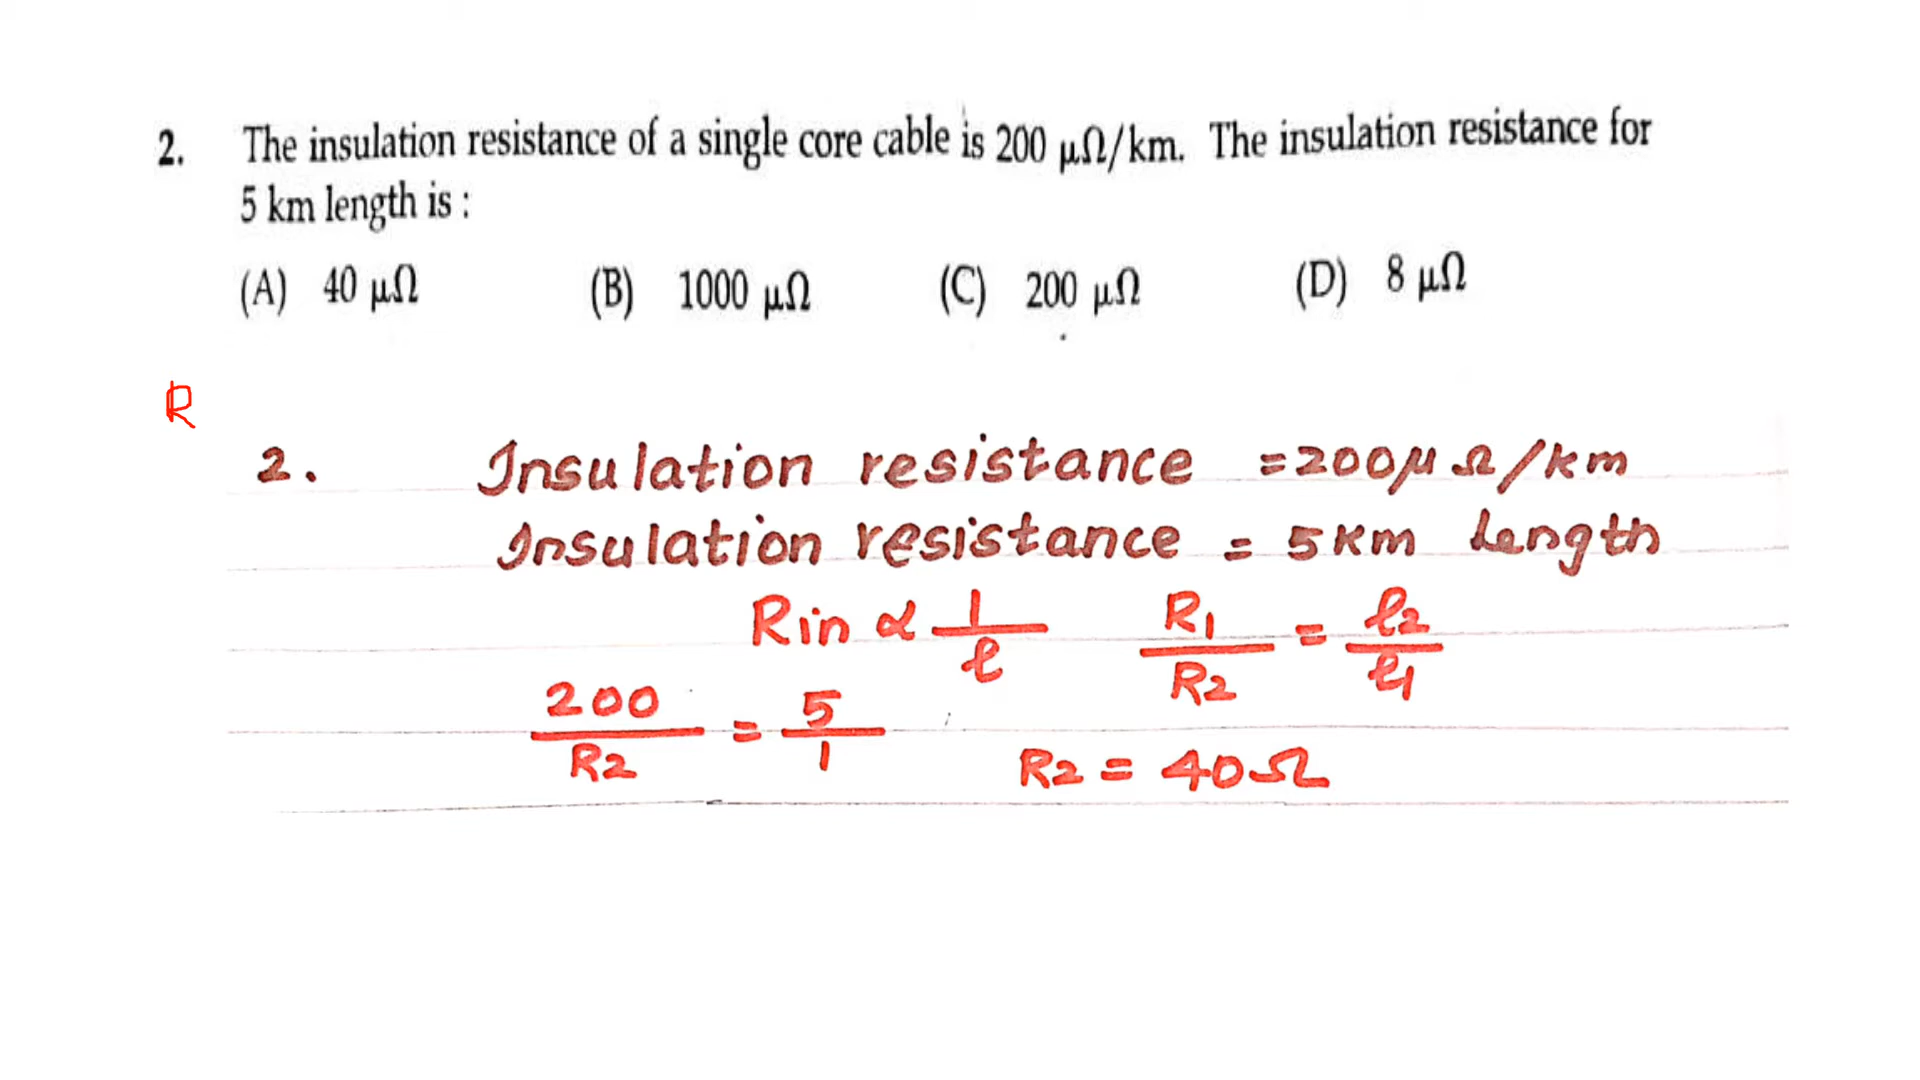 2. The insulation resistance of a single core cable is 200 μΩ/km. The insulation resistance for
5 km length is :
(A) 40 μΩ (B) 1000 μΩ (C) 200 μΩ (D) 8 μΩ
R
2. Insulation resistance =200μΩ/km
Insulation resistance = 5Km Length
Rin α 1/ℓ R1/R2 = ℓ2/ℓ1
200/R2 = 5/1 R2 = 40Ω